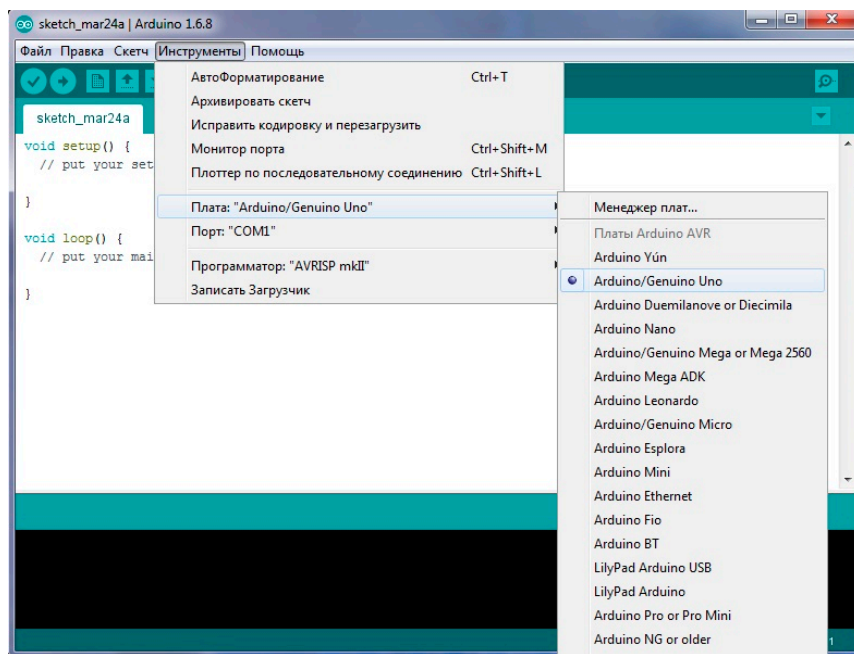 sketch_mar24a | Arduino 1.6.8
Файл Правка Скетч Инструменты Помощь
sketch_mar24a
void setup() {
// put your set
}
void loop() {
// put your mai
}
АвтоФорматирование Ctrl+T
Архивировать скетч
Исправить кодировку и перезагрузить
Монитор порта Ctrl+Shift+M
Плоттер по последовательному соединению Ctrl+Shift+L
Плата: "Arduino/Genuino Uno"
Порт: "COM1"
Программатор: "AVRISP mkII"
Записать Загрузчик
Менеджер плат...
Платы Arduino AVR
Arduino Yún
Arduino/Genuino Uno
Arduino Duemilanove or Diecimila
Arduino Nano
Arduino/Genuino Mega or Mega 2560
Arduino Mega ADK
Arduino Leonardo
Arduino/Genuino Micro
Arduino Esplora
Arduino Mini
Arduino Ethernet
Arduino Fio
Arduino BT
LilyPad Arduino USB
LilyPad Arduino
Arduino Pro or Pro Mini
Arduino NG or older
1